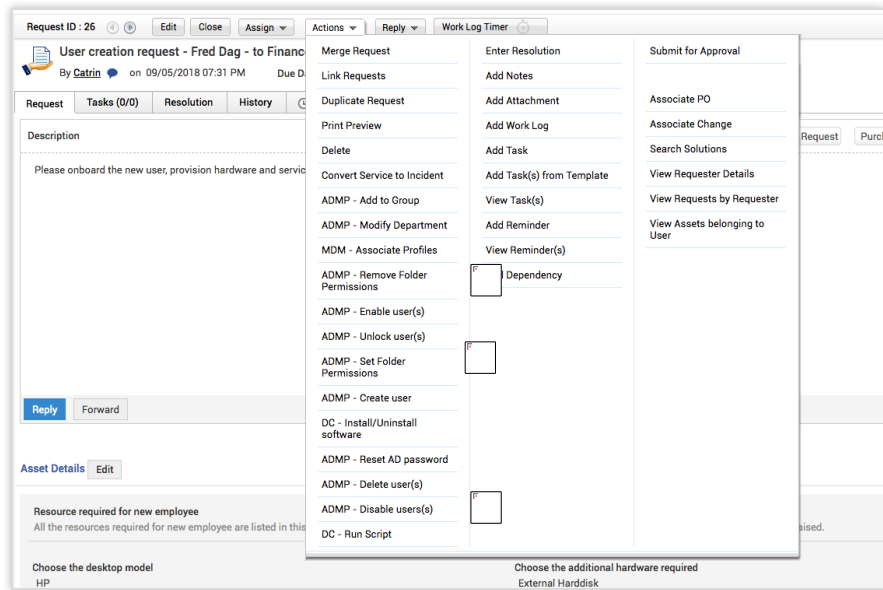 Request ID : 26
Edit
Close
Assign
Actions
Reply
Work Log Timer
User creation request - Fred Dag - to Financ
By Catrin on 09/05/2018 07:31 PM
Due D
Request
Tasks (0/0)
Resolution
History
Description
Request
Purcl
Please onboard the new user, provision hardware and servic
Merge Request
Link Requests
Duplicate Request
Print Preview
Delete
Convert Service to Incident
ADMP - Add to Group
ADMP - Modify Department
MDM - Associate Profiles
ADMP - Remove Folder
Permissions
ADMP - Enable user(s)
ADMP - Unlock user(s)
ADMP - Set Folder
Permissions
ADMP - Create user
DC - Install/Uninstall
software
ADMP - Reset AD password
ADMP - Delete user(s)
ADMP - Disable users(s)
DC - Run Script
Enter Resolution
Add Notes
Add Attachment
Add Work Log
Add Task
Add Task(s) from Template
View Task(s)
Add Reminder
View Reminder(s)
Dependency
Submit for Approval
Associate PO
Associate Change
Search Solutions
View Requester Details
View Requests by Requester
View Assets belonging to
User
Reply
Forward
Asset Details
Edit
Resource required for new employee
All the resources required for new employee are listed in this
aised.
Choose the desktop model
HP
Choose the additional hardware required
External Harddisk